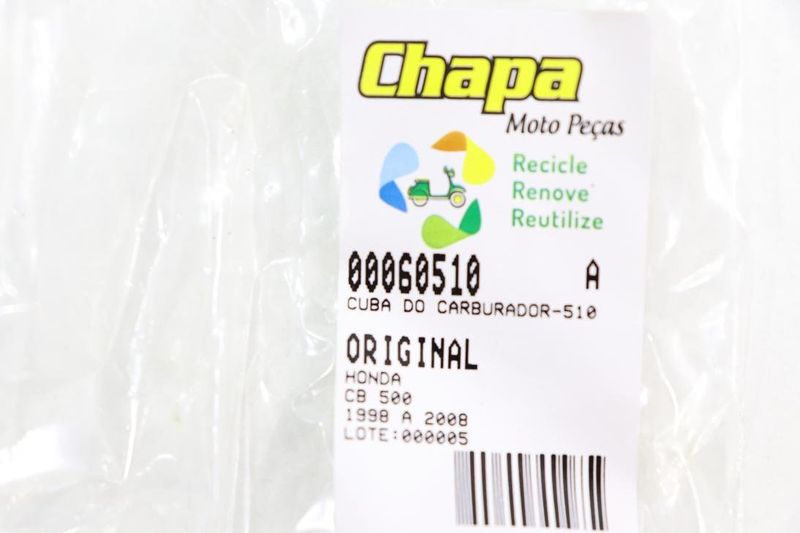 Chapa
Moto Peças
Recicle
Renove
Reutilize
00060510 A
CUBA DO CARBURADOR-510
ORIGINAL
HONDA
CB 500
1998 A 2008
LOTE:000005